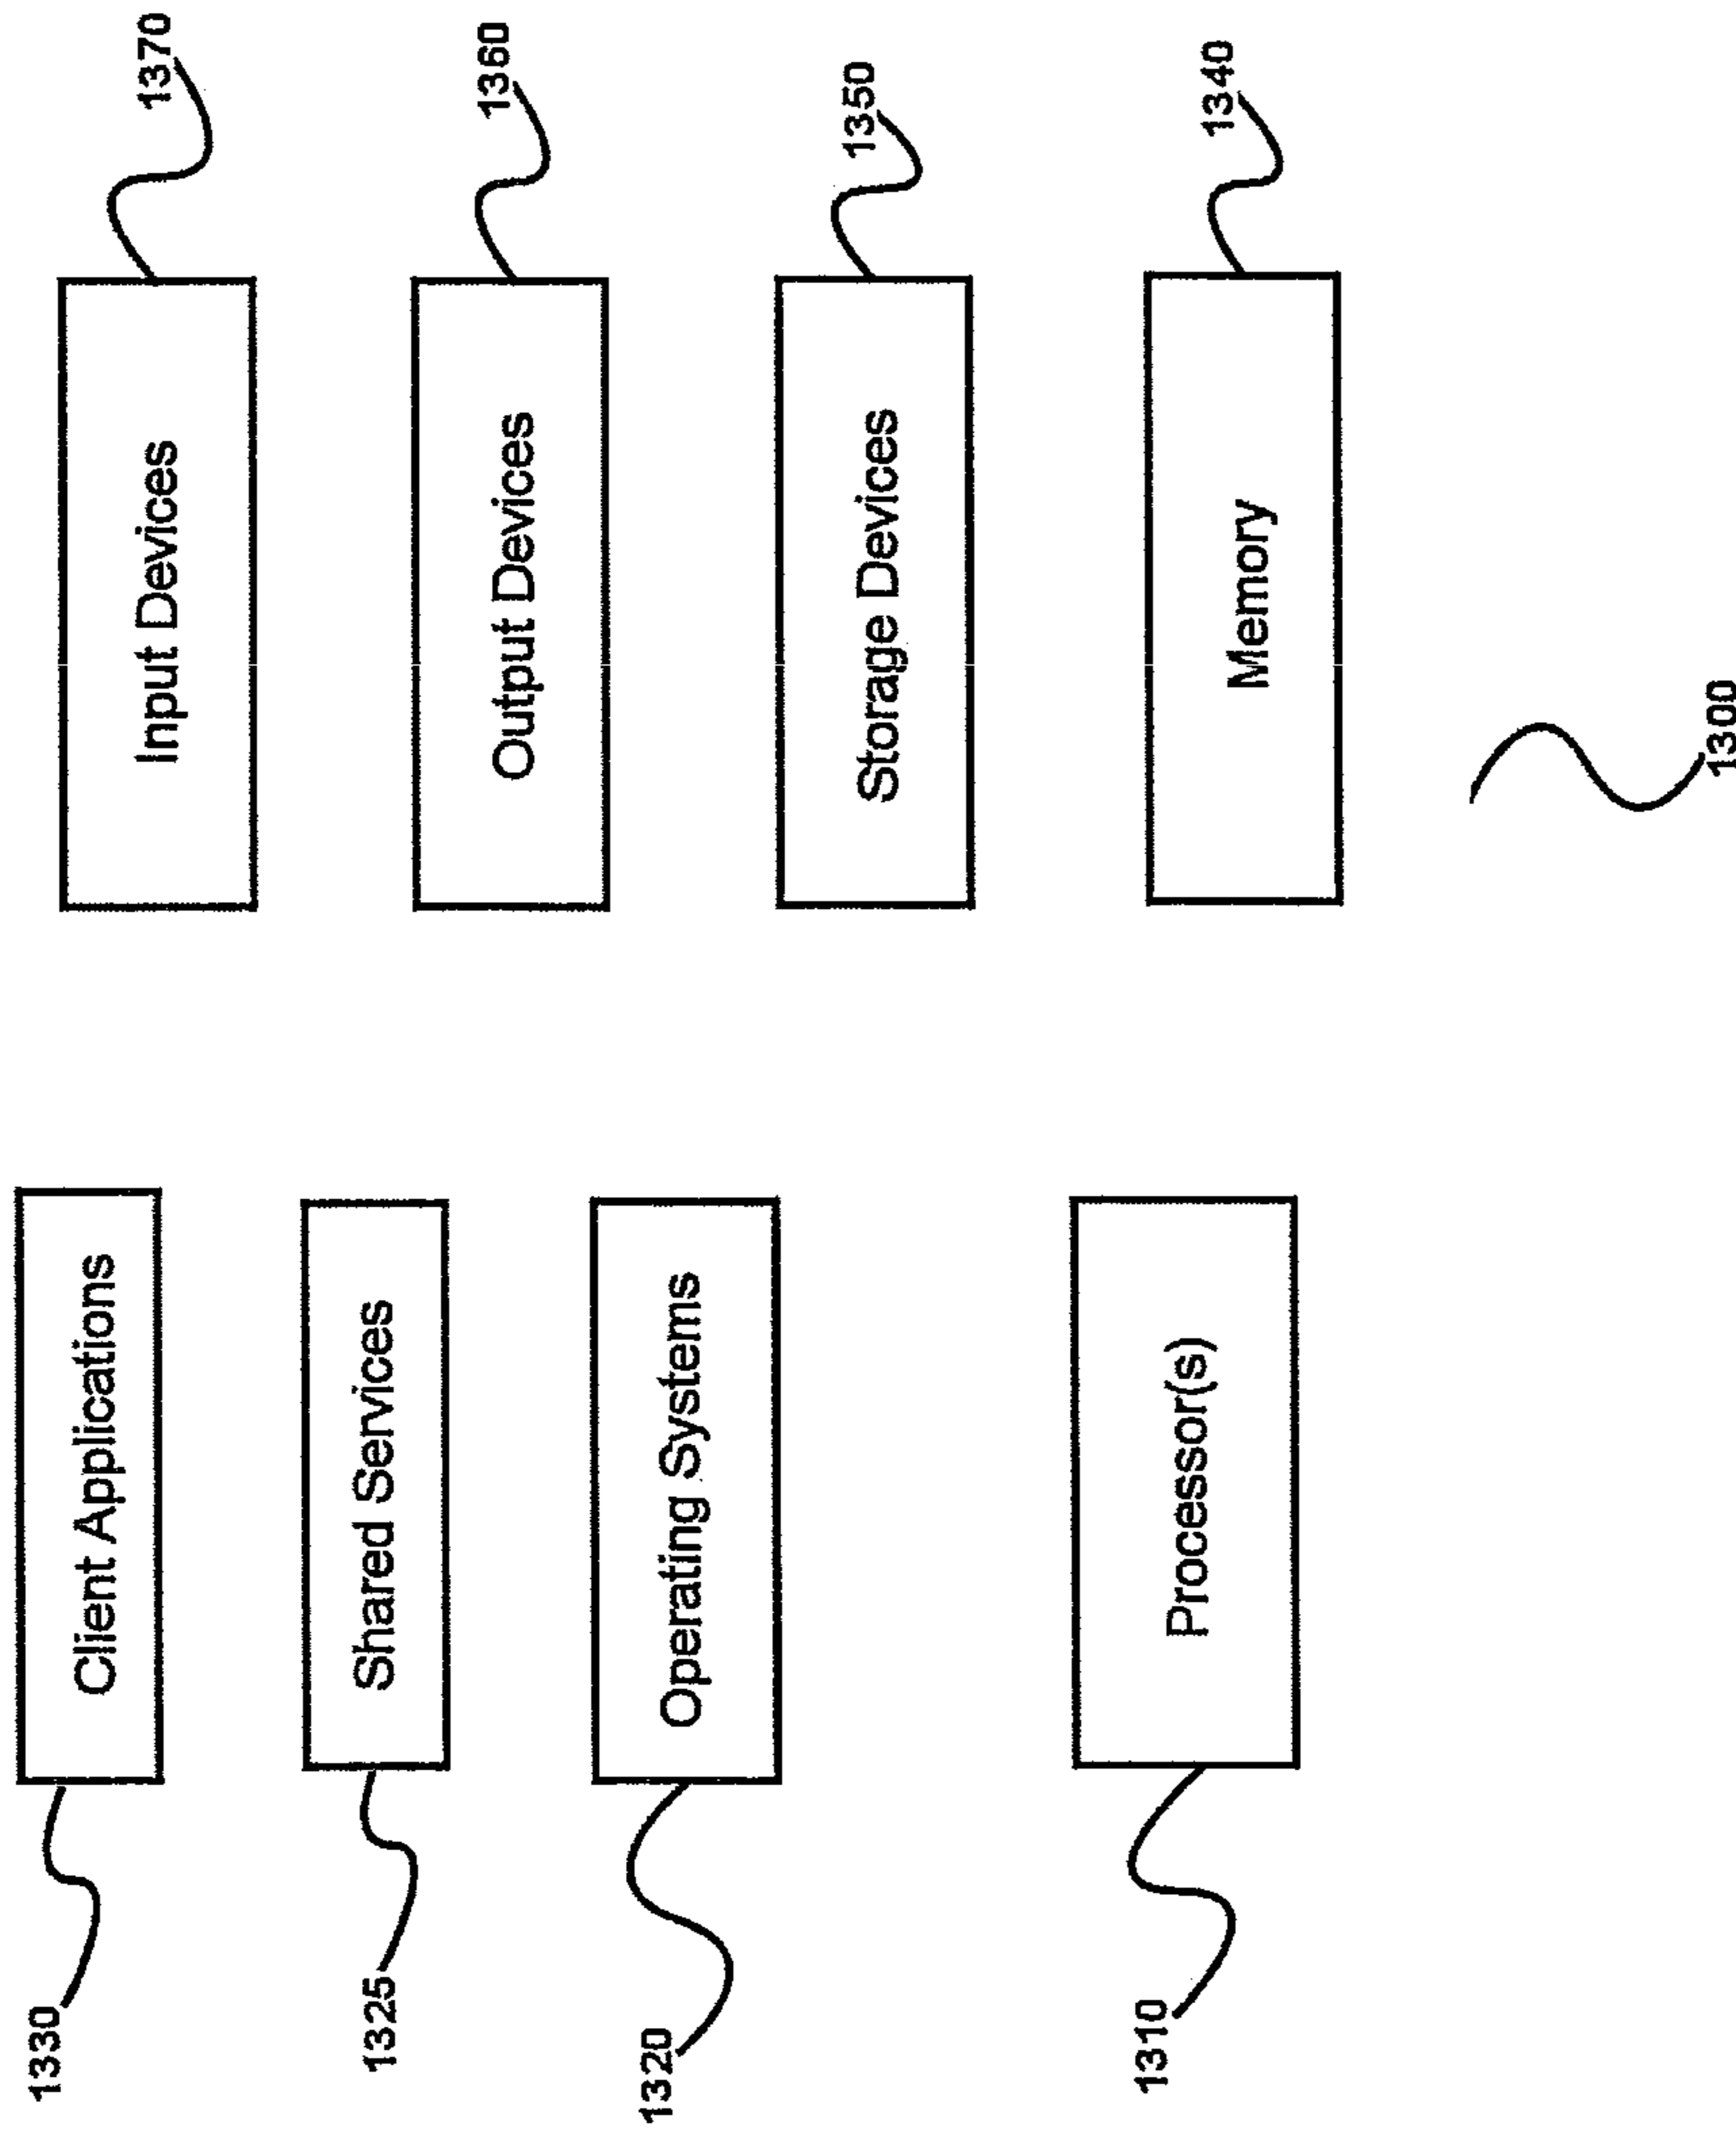 1330
Client Applications
Input Devices
1370
1325
Shared Services
Output Devices
1360
1320
Operating Systems
Storage Devices
1350
1310
Processor(s)
Memory
1340
1300